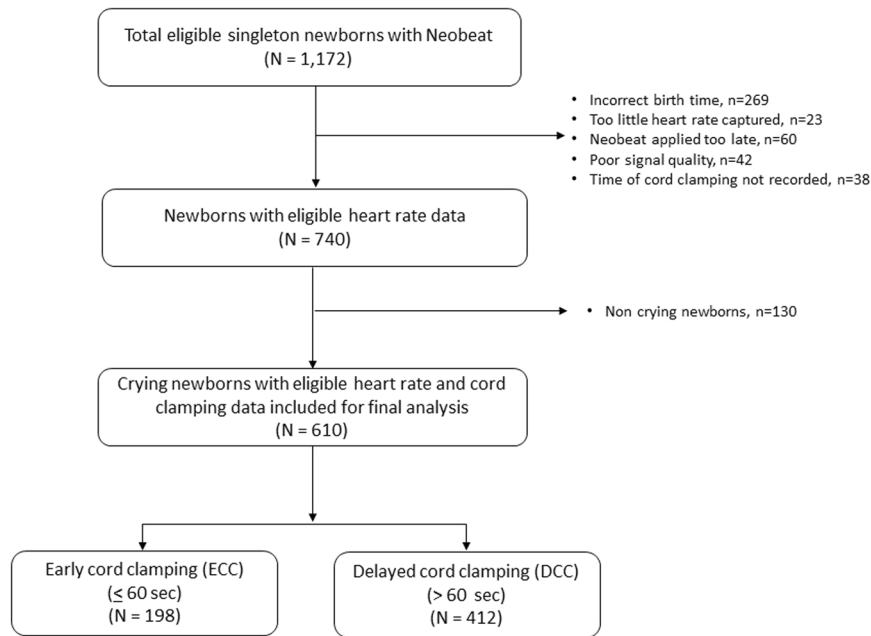 Total eligible singleton newborns with Neobeat
(N = 1,172)
• Incorrect birth time, n=269
• Too little heart rate captured, n=23
• Neobeat applied too late, n=60
• Poor signal quality, n=42
• Time of cord clamping not recorded, n=38
Newborns with eligible heart rate data
(N = 740)
• Non crying newborns, n=130
Crying newborns with eligible heart rate and cord
clamping data included for final analysis
(N = 610)
Early cord clamping (ECC)
(≤ 60 sec)
(N = 198)
Delayed cord clamping (DCC)
(> 60 sec)
(N = 412)